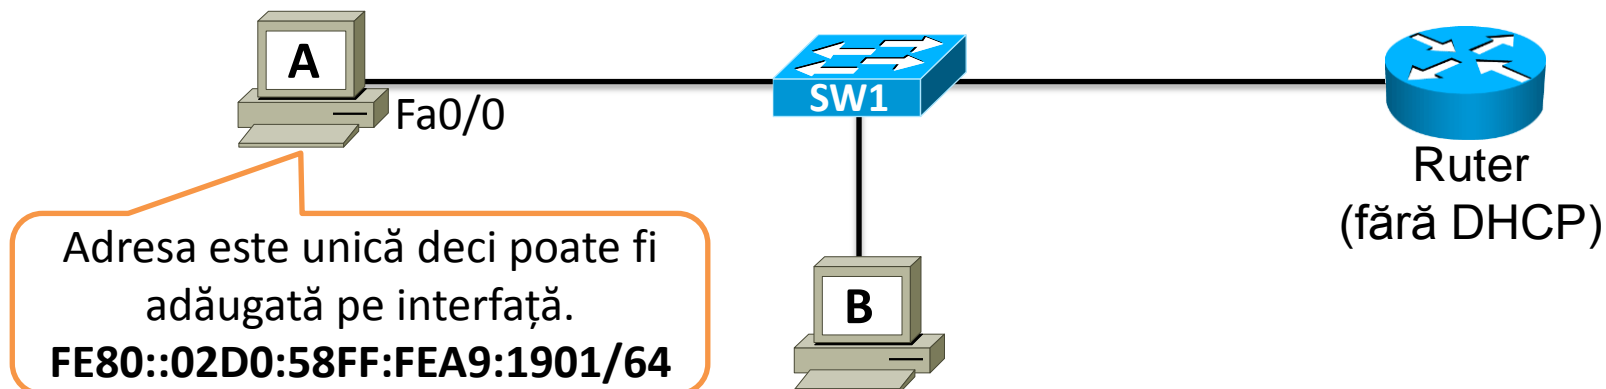 A
Fa0/0
SW1
Ruter
(fără DHCP)
Adresa este unică deci poate fi
adăugată pe interfață.
FE80::02D0:58FF:FEA9:1901/64
B